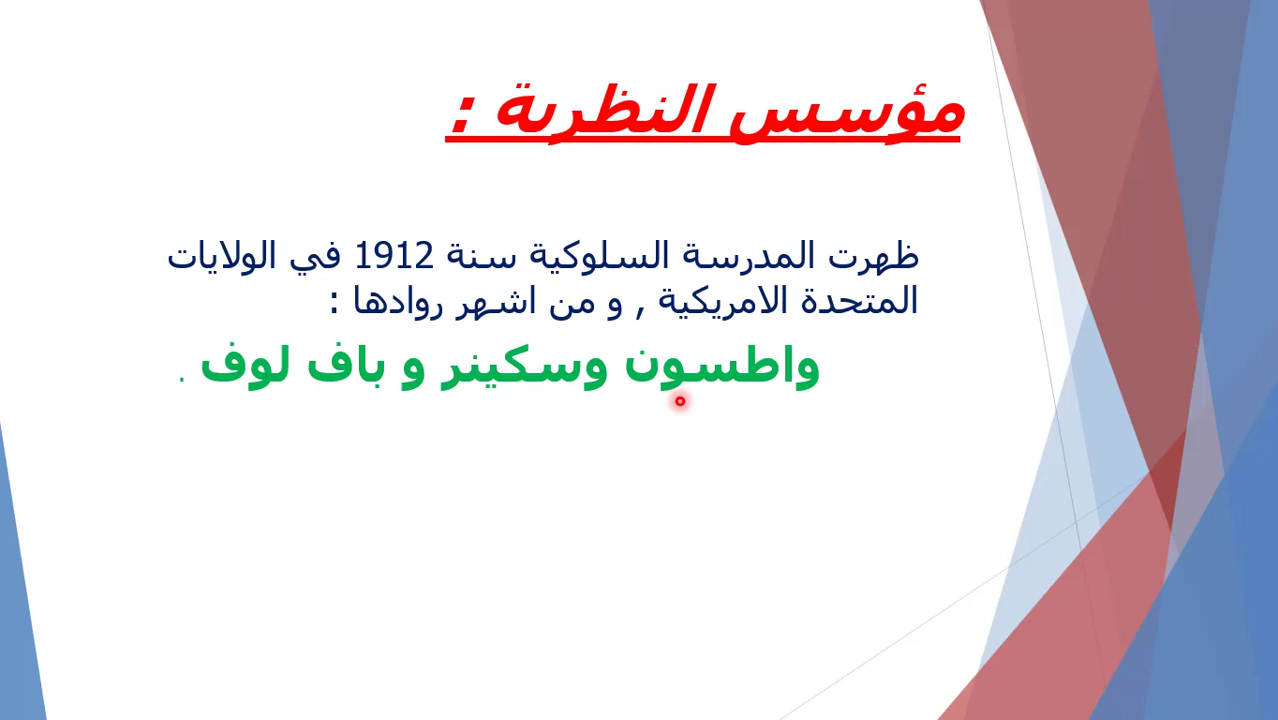 مؤسس النظرية :
ظهرت المدرسة السلوكية سنة 1912 في الولايات
المتحدة الامريكية , و من اشهر روادها :
واطسون وسكينر و باف لوف .